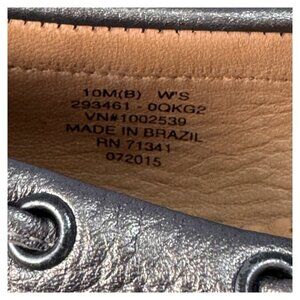 10M(B) W'S
293461 - 0QKG2
VN#1002539
MADE IN BRAZIL
RN 71341
072015